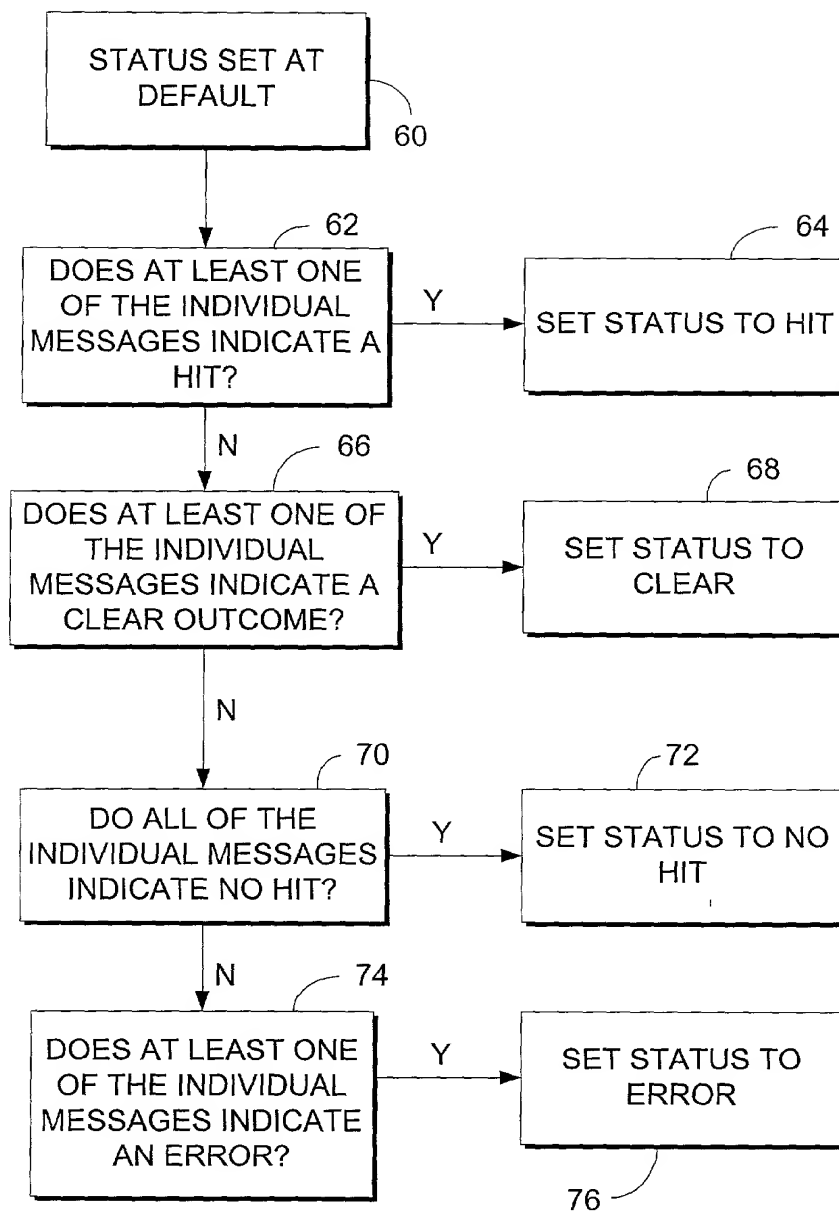 STATUS SET AT
DEFAULT
60
62
DOES AT LEAST ONE
OF THE INDIVIDUAL
MESSAGES INDICATE A
HIT?
Y
64
SET STATUS TO HIT
N
66
DOES AT LEAST ONE OF
THE INDIVIDUAL
MESSAGES INDICATE A
CLEAR OUTCOME?
Y
68
SET STATUS TO
CLEAR
N
70
DO ALL OF THE
INDIVIDUAL MESSAGES
INDICATE NO HIT?
Y
72
SET STATUS TO NO
HIT
N
74
DOES AT LEAST ONE
OF THE INDIVIDUAL
MESSAGES INDICATE
AN ERROR?
Y
SET STATUS TO
ERROR
76